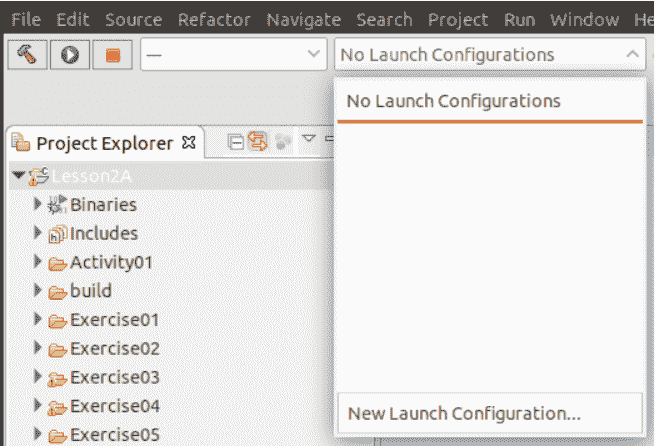 File Edit Source Refactor Navigate Search Project Run Window He
— No Launch Configurations
No Launch Configurations
Project Explorer
Lesson2A
Binaries
Includes
Activity01
build
Exercise01
Exercise02
Exercise03
Exercise04
Exercise05
New Launch Configuration...